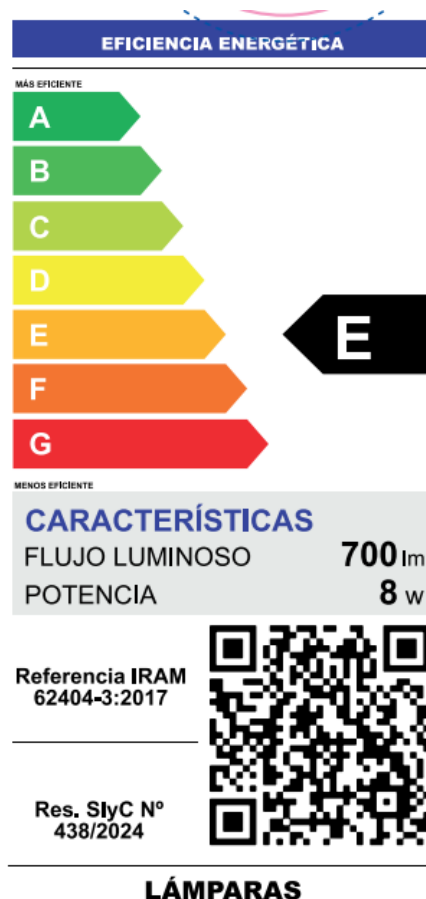 EFICIENCIA ENERGÉTICA
MÁS EFICIENTE
A
B
C
D
E
E
F
G
MENOS EFICIENTE
CARACTERÍSTICAS
FLUJO LUMINOSO 700 lm
POTENCIA 8 w
Referencia IRAM
62404-3:2017
Res. SIyC Nº
438/2024
LÁMPARAS